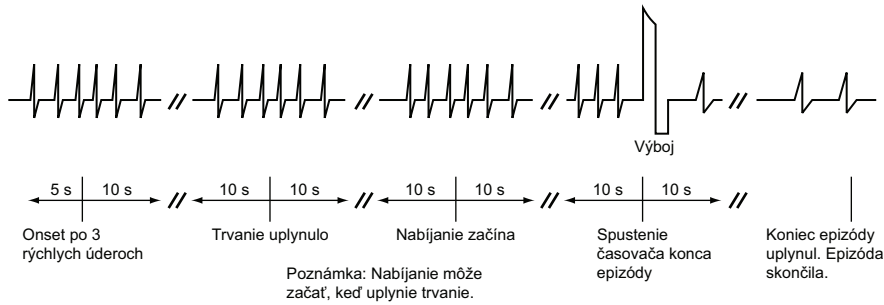 Výboj
5 s 10 s 10 s 10 s 10 s 10 s 10 s 10 s
Onset po 3
rýchlych úderoch
Trvanie uplynulo
Nabíjanie začína
Poznámka: Nabíjanie môže
začať, keď uplynie trvanie.
Spustenie
časovača konca
epizódy
Koniec epizódy
uplynul. Epizóda
skončila.